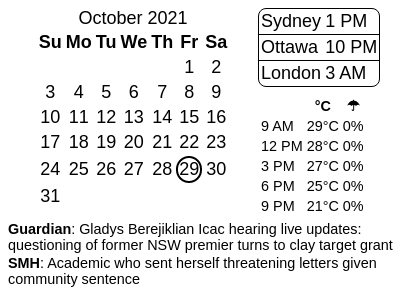 October 2021
Su Mo Tu We Th Fr Sa
1 2
3 4 5 6 7 8 9
10 11 12 13 14 15 16
17 18 19 20 21 22 23
24 25 26 27 28 29 30
31
Sydney 1 PM
Ottawa 10 PM
London 3 AM
°C ☂
9 AM 29°C 0%
12 PM 28°C 0%
3 PM 27°C 0%
6 PM 25°C 0%
9 PM 21°C 0%
Guardian: Gladys Berejiklian Icac hearing live updates:
questioning of former NSW premier turns to clay target grant
SMH: Academic who sent herself threatening letters given
community sentence